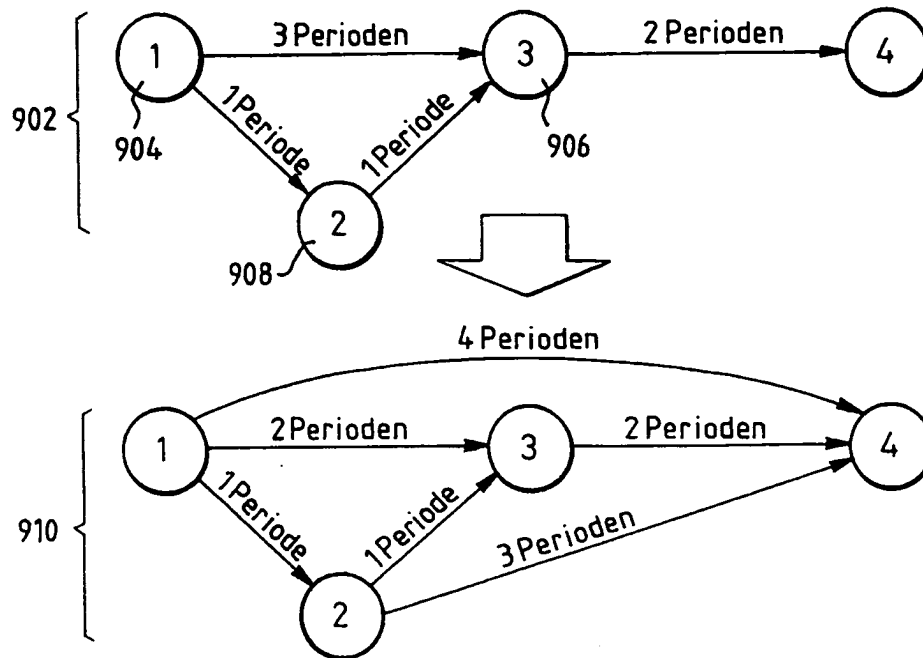 1
3 Perioden
3
2 Perioden
4
902
904
1 Periode
1 Periode
906
2
908
4 Perioden
1
2 Perioden
3
2 Perioden
4
910
1 Periode
1 Periode
3 Perioden
2